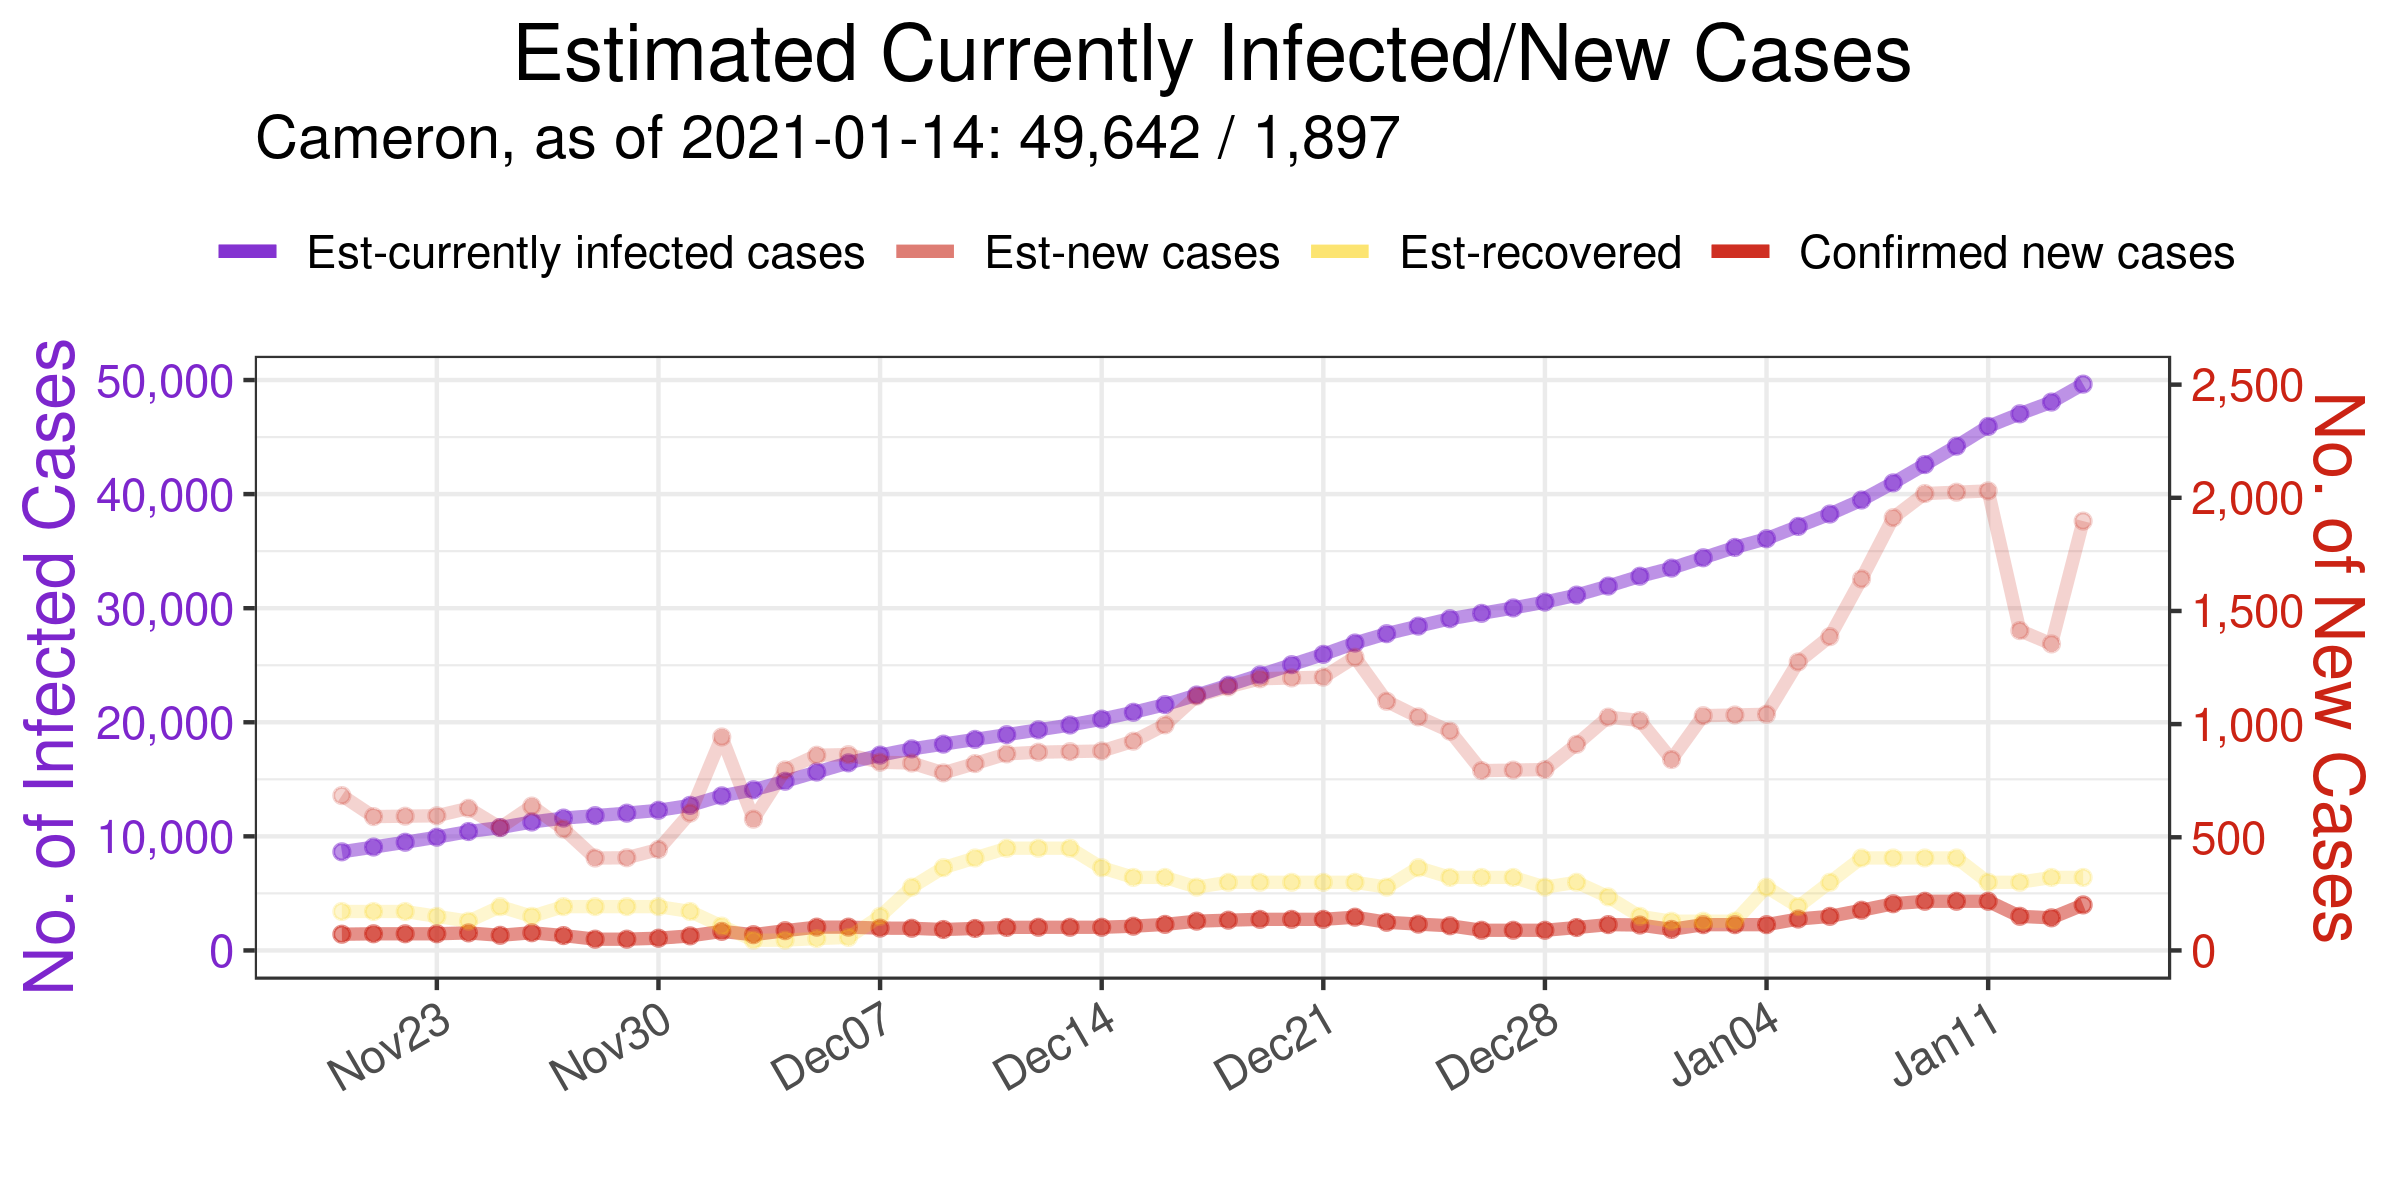 Estimated Currently Infected/New Cases
Cameron, as of 2021-01-14: 49,642 / 1,897
Est-currently infected cases Est-new cases Est-recovered Confirmed new cases
No. of Infected Cases
50,000
40,000
30,000
20,000
10,000
0
2,500
2,000
1,500
1,000
500
0
No. of New Cases
Nov23 Nov30 Dec07 Dec14 Dec21 Dec28 Jan04 Jan11